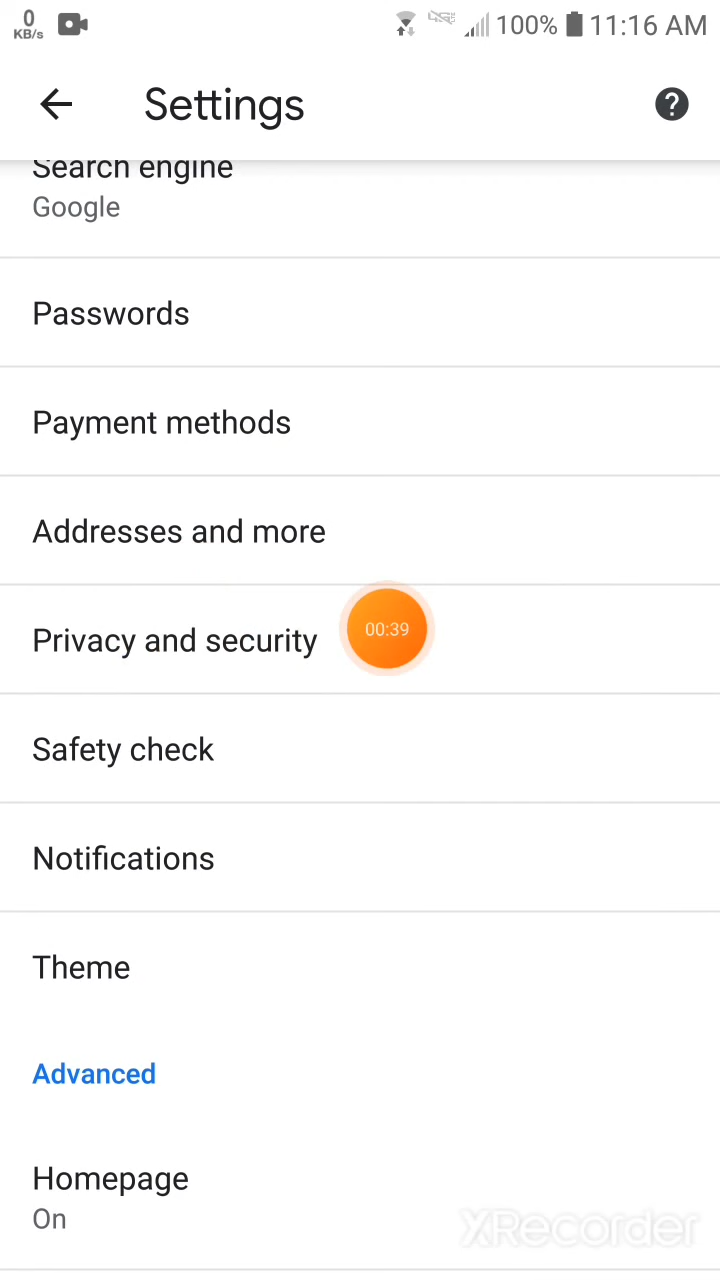 0
KB/s
100%
11:16 AM
Settings
Search engine
Google
Passwords
Payment methods
Addresses and more
Privacy and security
00:39
Safety check
Notifications
Theme
Advanced
Homepage
On
XRecorder